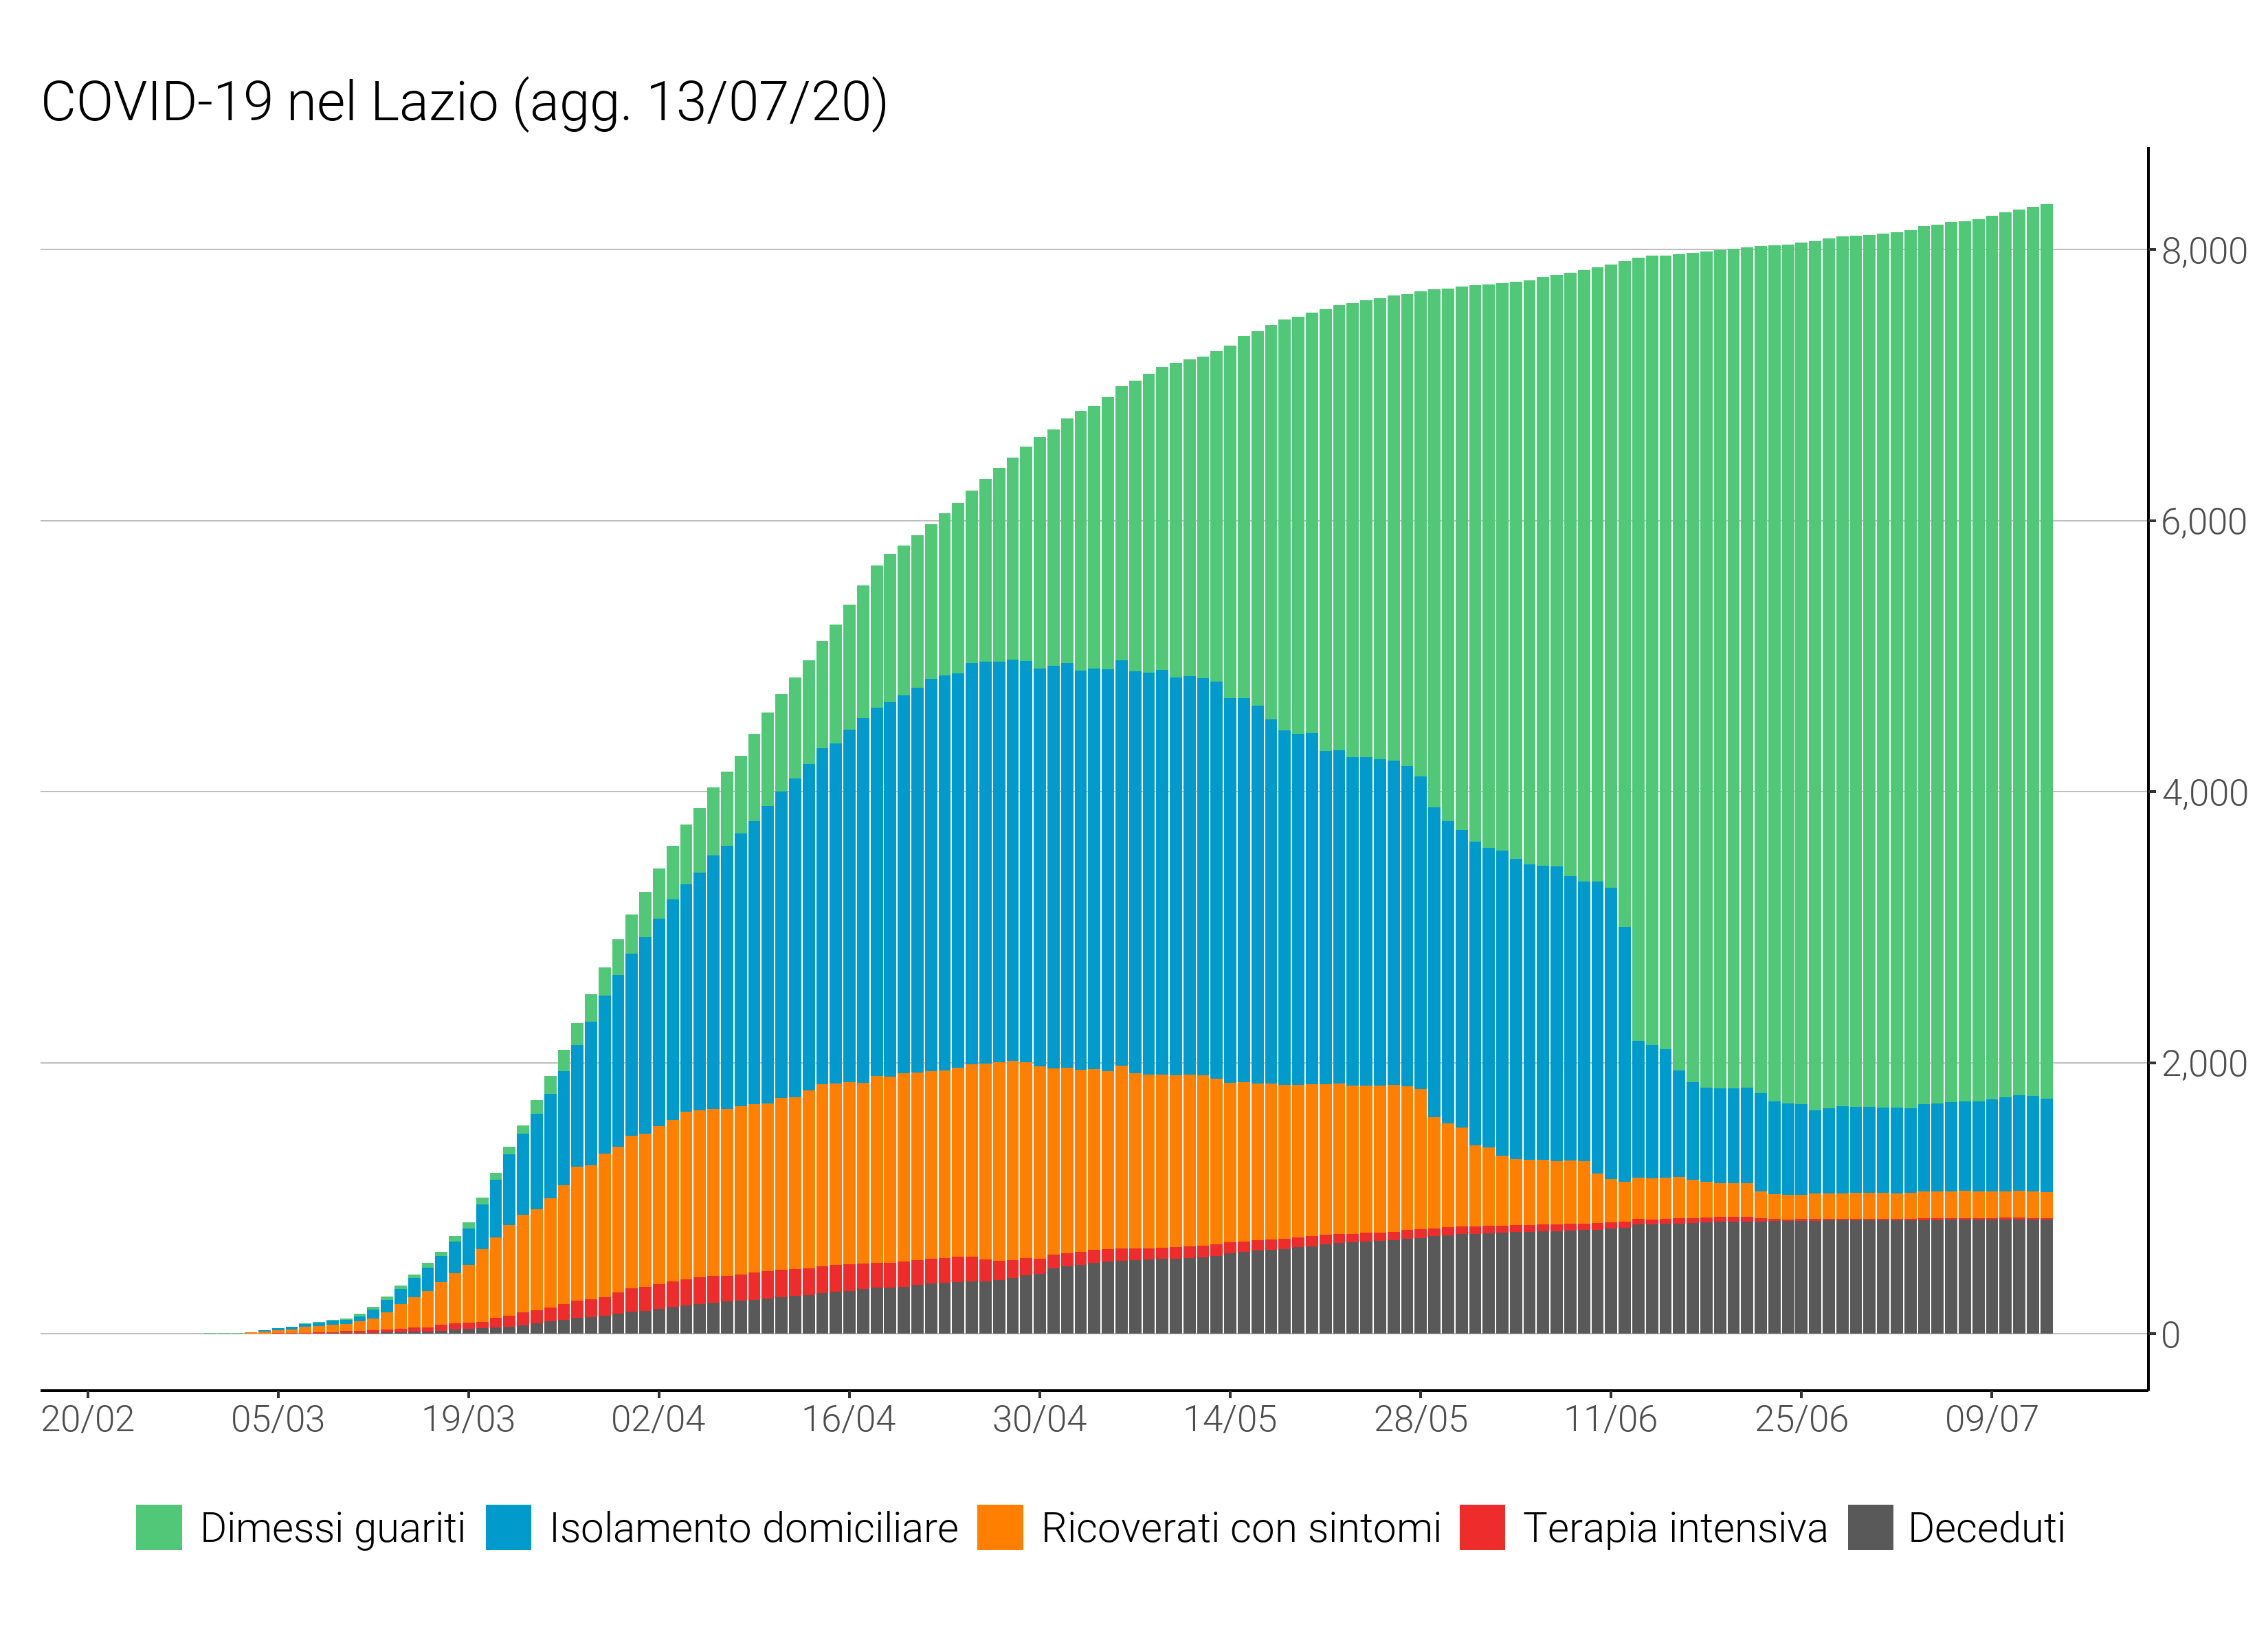 COVID-19 nel Lazio (agg. 13/07/20)
8,000
6,000
4,000
2,000
0
20/02 05/03 19/03 02/04 16/04 30/04 14/05 28/05 11/06 25/06 09/07
Dimessi guariti Isolamento domiciliare Ricoverati con sintomi Terapia intensiva Deceduti